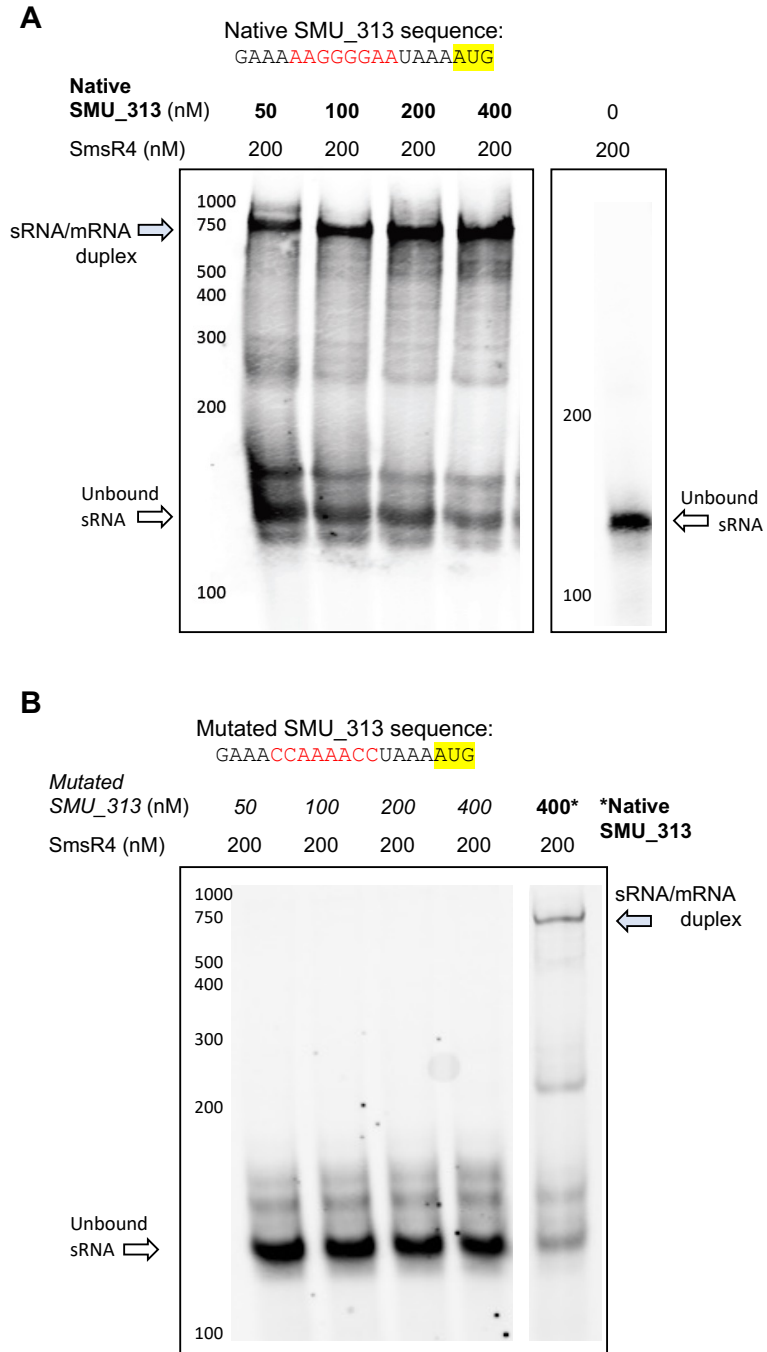 A
Native SMU_313 sequence:
GAAAAAGGGGAAUAAAAUG
Native
SMU_313 (nM) 50 100 200 400 0
SmsR4 (nM) 200 200 200 200 200
1000
750
sRNA/mRNA
duplex
500
400
300
200
200
Unbound
sRNA
Unbound
sRNA
100
100
B
Mutated SMU_313 sequence:
GAAACCAAAACCUAAAAUG
Mutated
SMU_313 (nM) 50 100 200 400 400* *Native
SMU_313
SmsR4 (nM) 200 200 200 200 200
1000
750
sRNA/mRNA
duplex
500
400
300
200
Unbound
sRNA
100